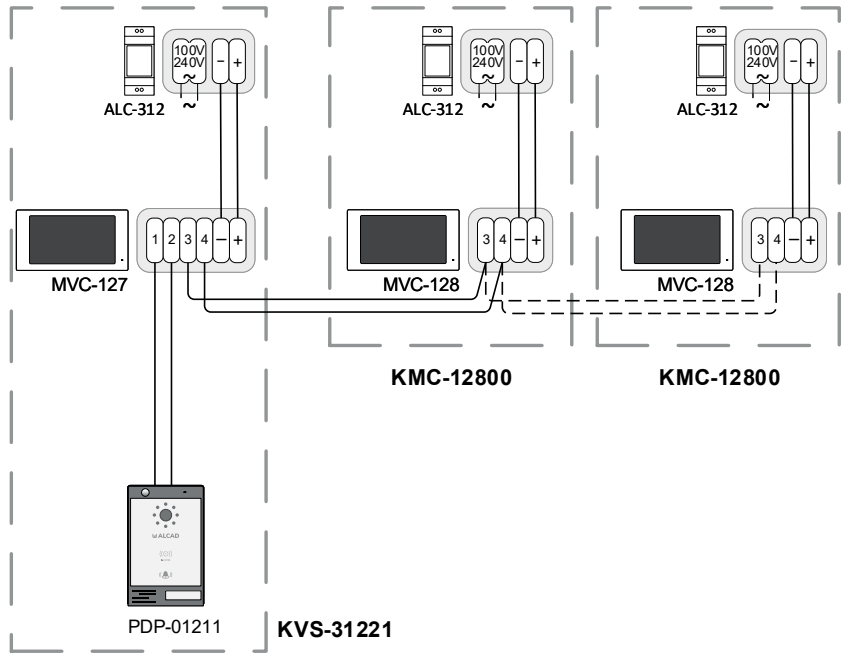 100V
240V
~
- +
~
ALC-312
100V
240V
~
- +
~
ALC-312
100V
240V
~
- +
~
ALC-312
1 2 3 4 - +
MVC-127
3 4 - +
MVC-128
3 4 - +
MVC-128
KMC-12800
KMC-12800
ALCAD
PDP-01211
KVS-31221